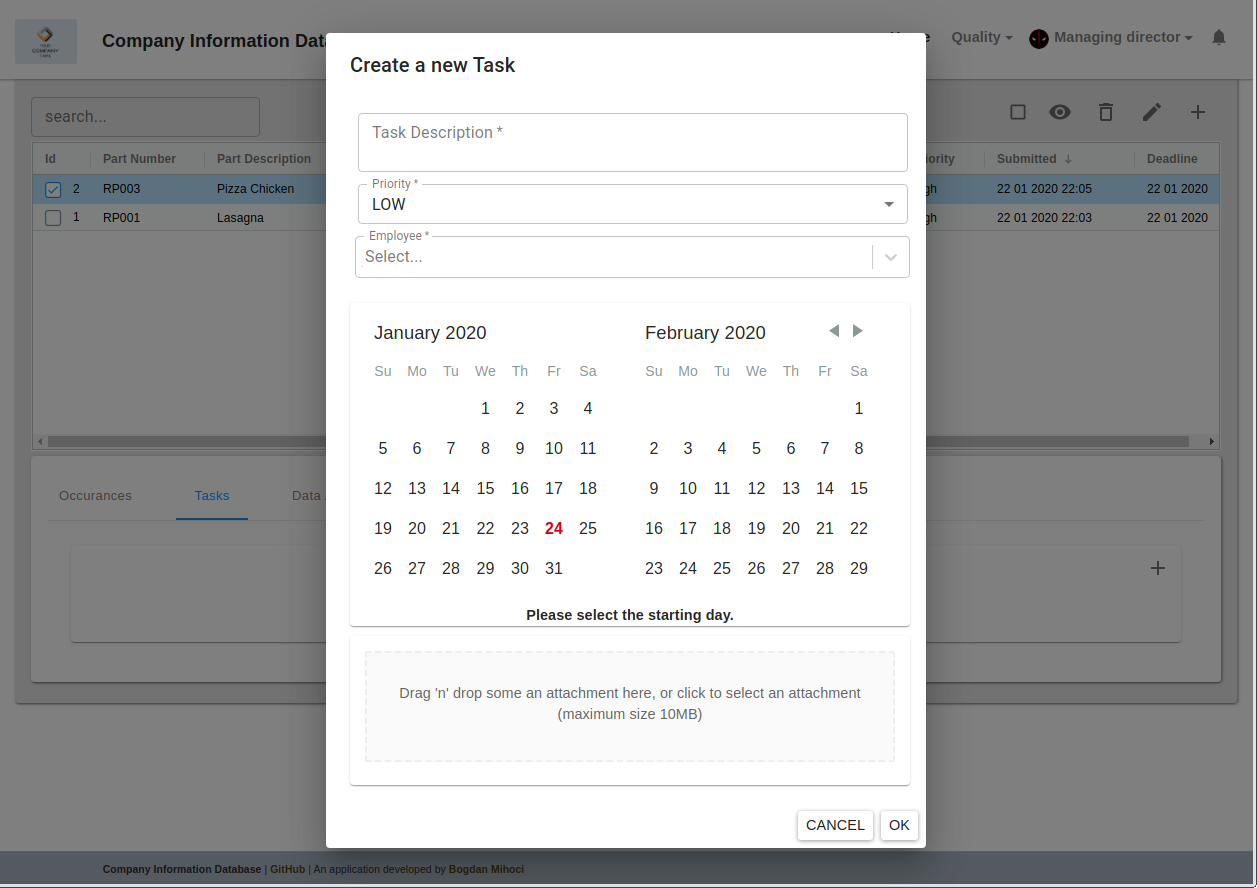 YOUR
COMPANY
Company Information Data
Quality
Managing director
Create a new Task
search...
Task Description *
Id Part Number Part Description
Submitted Deadline
Priority *
LOW
2 RP003 Pizza Chicken
22 01 2020 22:05 22 01 2020
1 RP001 Lasagna
22 01 2020 22:03 22 01 2020
Employee *
Select...
January 2020 February 2020
Su Mo Tu We Th Fr Sa Su Mo Tu We Th Fr Sa
1 2 3 4 1
5 6 7 8 9 10 11 2 3 4 5 6 7 8
12 13 14 15 16 17 18 9 10 11 12 13 14 15
19 20 21 22 23 24 25 16 17 18 19 20 21 22
26 27 28 29 30 31 23 24 25 26 27 28 29
Occurances Tasks Data
Please select the starting day.
Drag 'n' drop some an attachment here, or click to select an attachment
(maximum size 10MB)
CANCEL OK
Company Information Database | GitHub | An application developed by Bogdan Mihoci